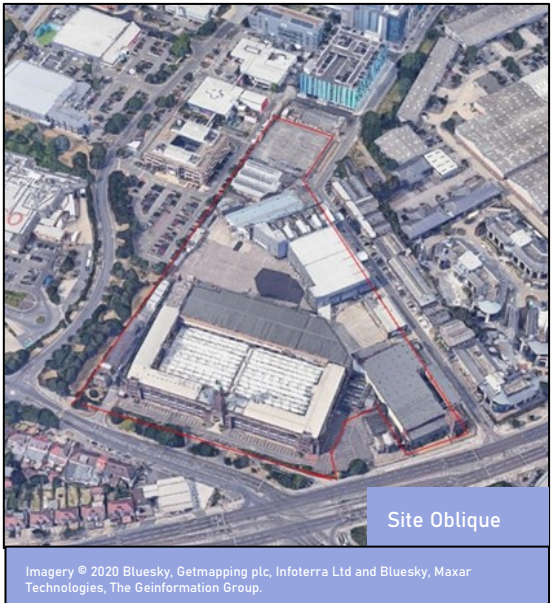 Site Oblique
Imagery © 2020 Bluesky, Getmapping plc, Infoterra Ltd and Bluesky, Maxar
Technologies, The Geinformation Group.